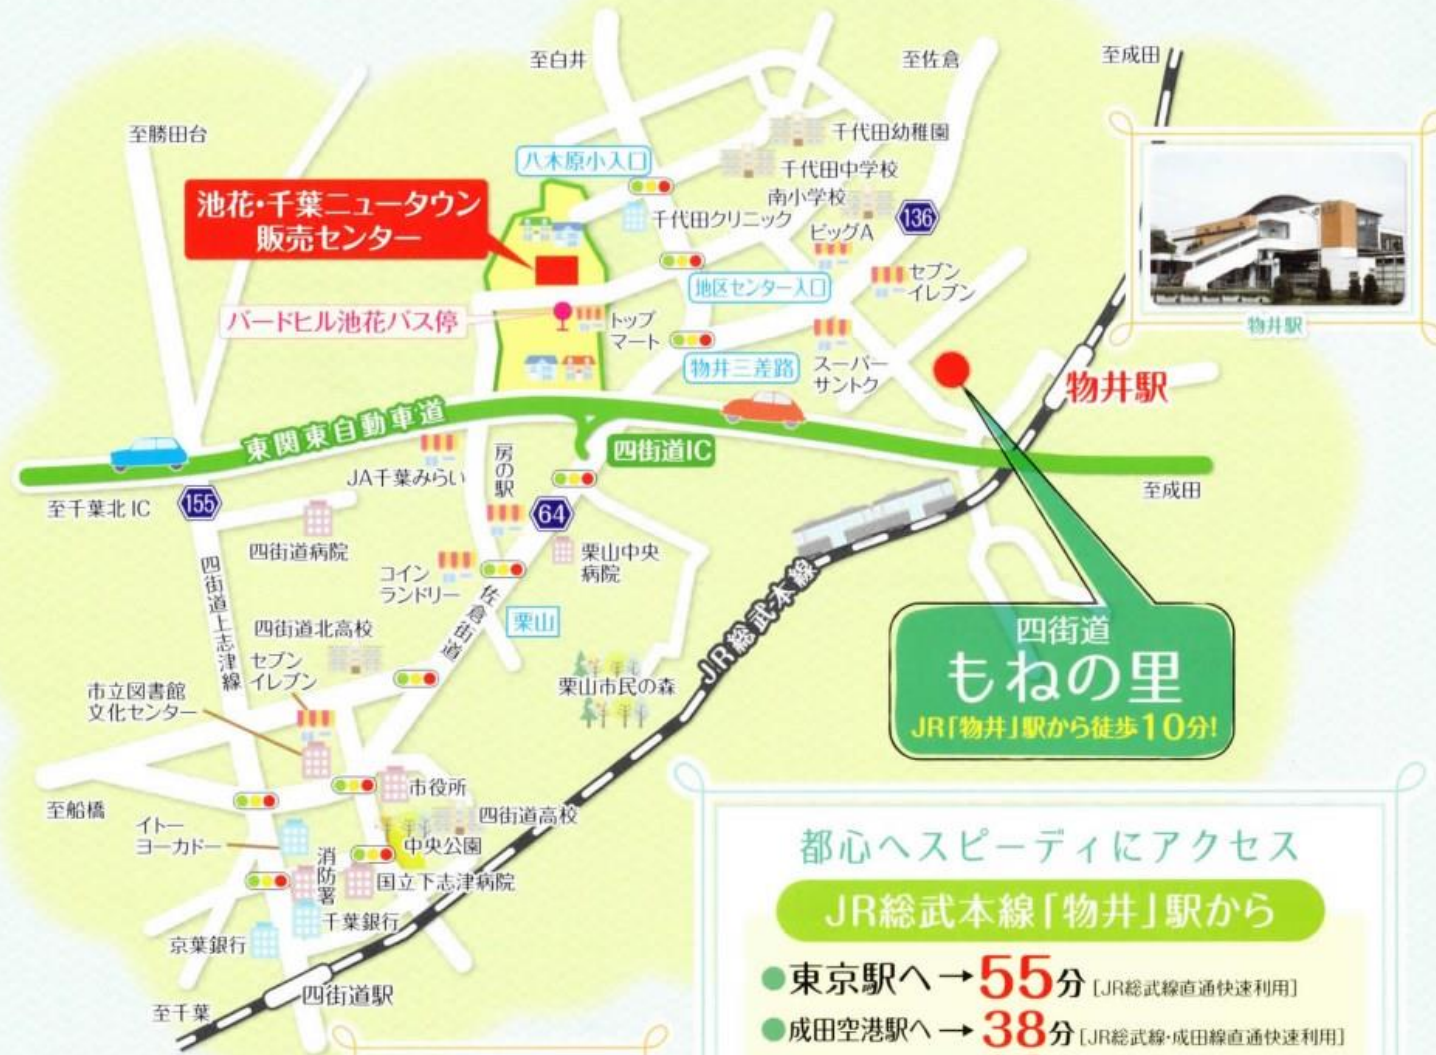 至白井
至佐倉
至成田
至勝田台
千代田幼稚園
八木原小入口
千代田中学校
南小学校
池花・千葉ニュータウン
販売センター
千代田クリニック
136
ビッグA
セブン
イレブン
地区センター入口
バードヒル池花バス停
トップ
マート
物井駅
物井三差路
スーパー
サントク
物井駅
東関東自動車道
四街道IC
JA千葉みらい
房の駅
至千葉北IC
155
至成田
64
四街道病院
栗山中央
病院
コイン
ランドリー
四街道上志津線
佐倉街道
栗山
JR総武本線
四街道北高校
セブン
イレブン
市立図書館
文化センター
栗山市民の森
四街道
もねの里
JR「物井」駅から徒歩10分!
至船橋
市役所
四街道高校
イトー
ヨーカドー
中央公園
消防署
国立下志津病院
千葉銀行
京葉銀行
四街道駅
至千葉
都心へスピーディにアクセス
JR総武本線「物井」駅から
●東京駅へ→55分[JR総武線直通快速利用]
●成田空港駅へ→38分[JR総武線・成田線直通快速利用]